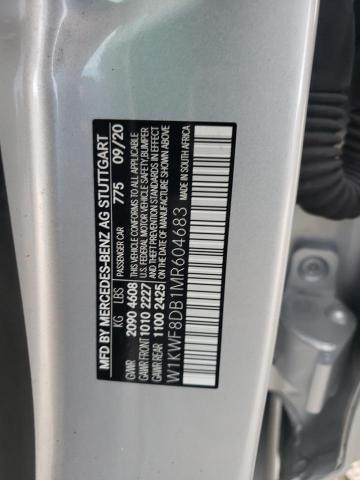 MFD BY MERCEDES-BENZ AG STUTTGART
PASSENGER CAR 775 09/20
KG LBS
GVWR 2090 4608
GAWR FRONT 1010 2227
GAWR REAR 1100 2425
THIS VEHICLE CONFORMS TO ALL APPLICABLE
U.S. FEDERAL MOTOR VEHICLE SAFETY BUMPER
AND THEFT PREVENTION STANDARDS IN EFFECT
ON THE DATE OF MANUFACTURE SHOWN ABOVE
W1KWF8DB1MR604683
MADE IN SOUTH AFRICA